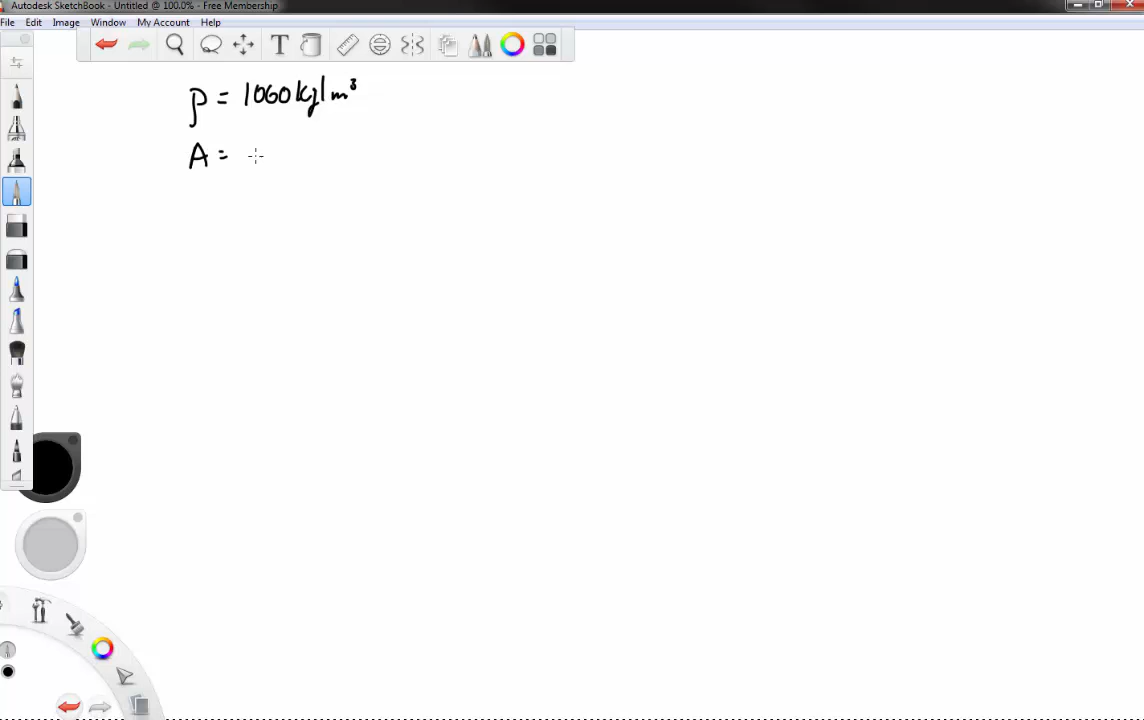 Autodesk SketchBook - Untitled @ 100.0% - Free Membership
File Edit Image Window My Account Help
T
ρ = 1060 kg/m³
A =